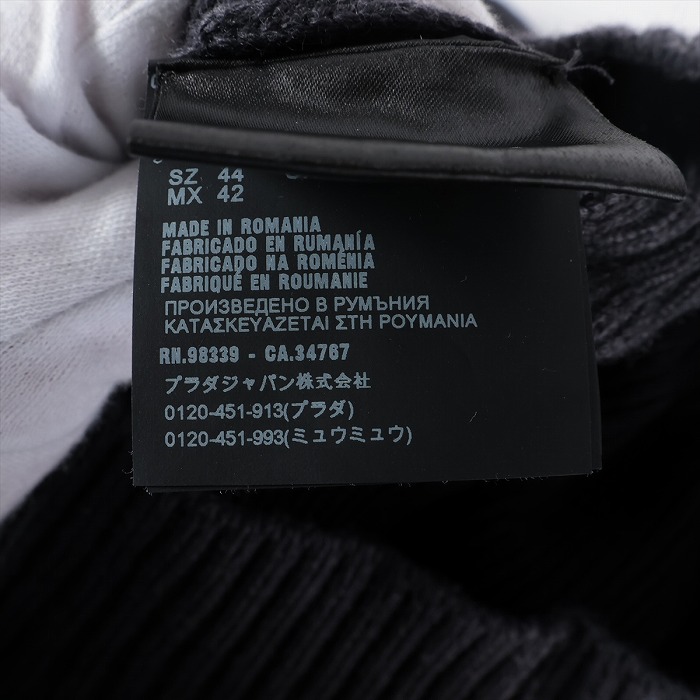 SZ 44
MX 42
MADE IN ROMANIA
FABRICADO EN RUMANÍA
FABRICADO NA ROMÉNIA
FABRIQUÉ EN ROUMANIE
ПРОИЗВЕДЕНО В РУМЪНИЯ
ΚΑΤΑΣΚΕΥΑΖΕΤΑΙ ΣΤΗ ΡΟΥΜΑΝΙΑ
RN.98339 - CA.34767
プラダジャパン株式会社
0120-451-913(プラダ)
0120-451-993(ミュウミュウ)